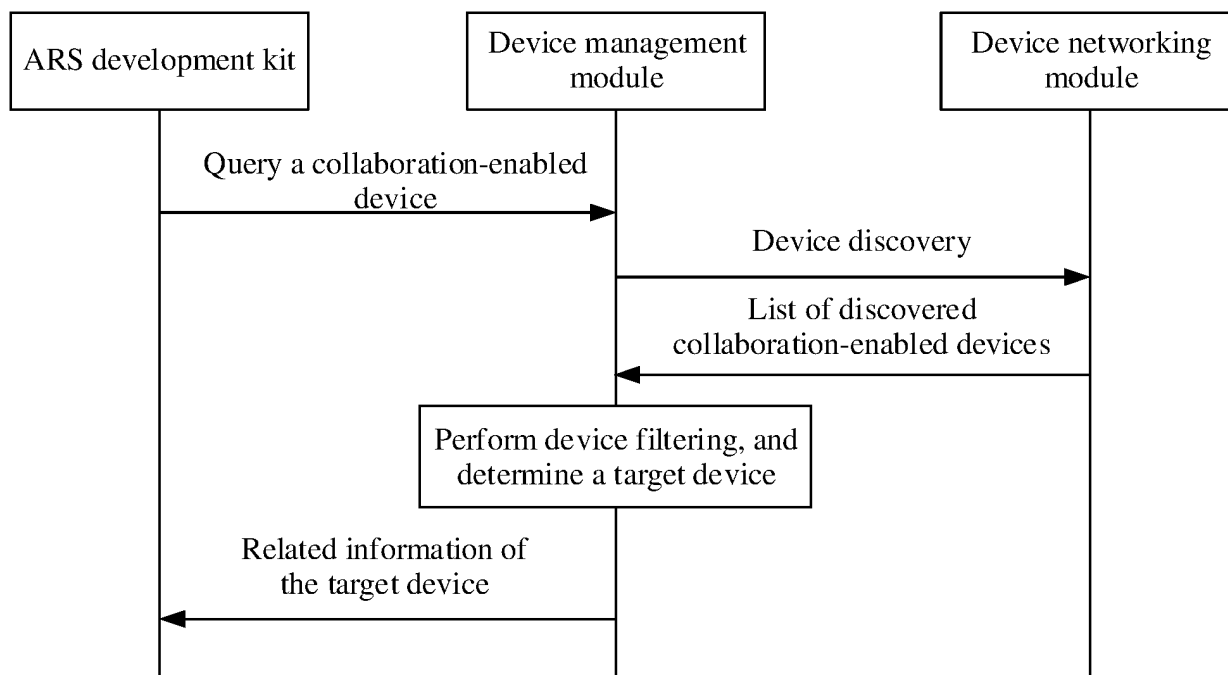 ARS development kit
Device management
module
Device networking
module
Query a collaboration-enabled
device
Device discovery
List of discovered
collaboration-enabled devices
Perform device filtering, and
determine a target device
Related information of
the target device